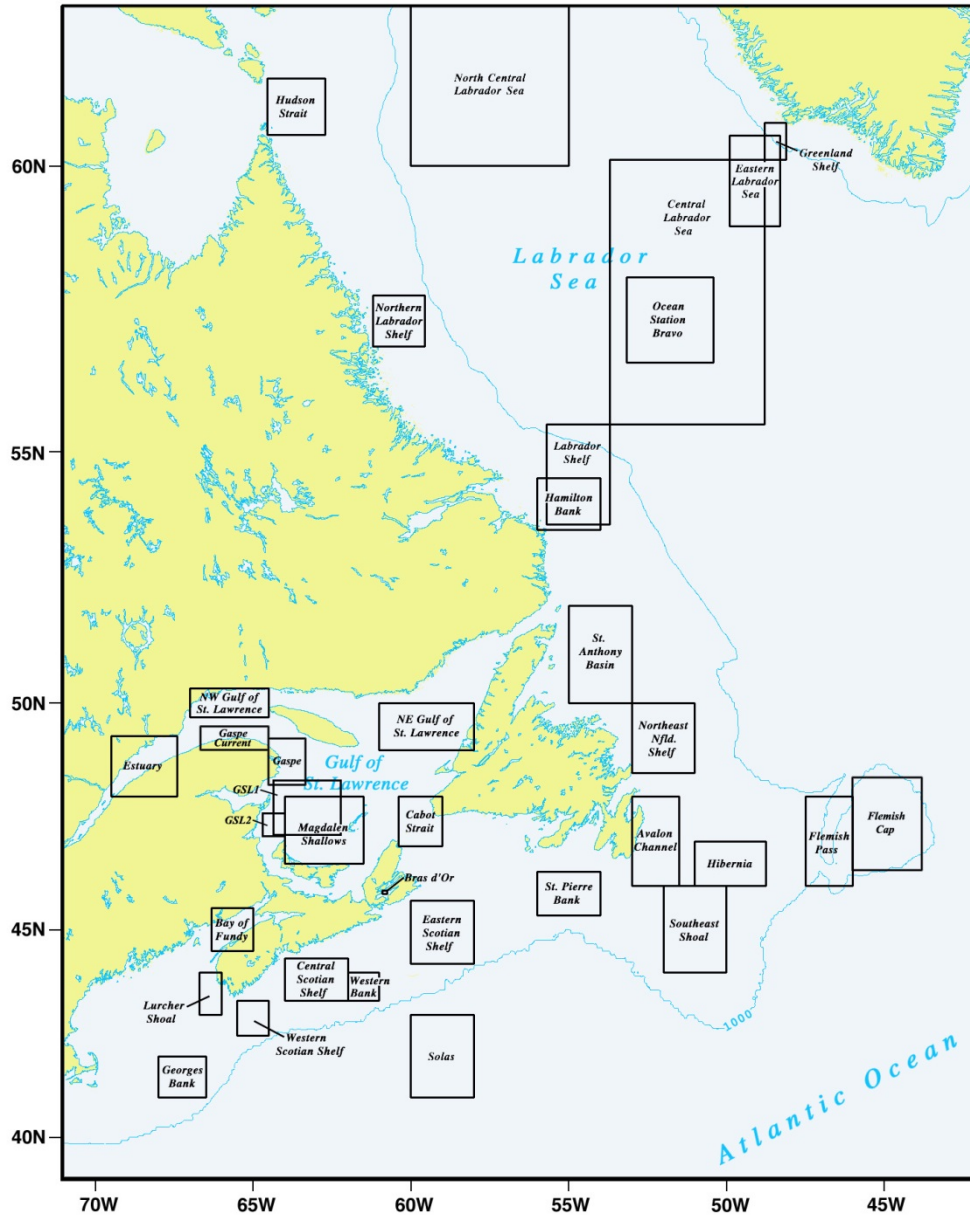 North Central
Labrador Sea
Hudson
Strait
Greenland
Shelf
60N
Eastern
Labrador
Sea
Central
Labrador
Sea
Labrador
Sea
Northern
Labrador
Shelf
Ocean
Station
Bravo
55N
Labrador
Shelf
Hamilton
Bank
St.
Anthony
Basin
50N
NW Gulf of
St. Lawrence
NE Gulf of
St. Lawrence
Northeast
Nfld.
Shelf
Gaspe
Current
Estuary
Gaspe
Gulf of
St. Lawrence
GSL1
GSL2
Magdalen
Shallows
Cabot
Strait
Avalon
Channel
Flemish
Pass
Flemish
Cap
Hibernia
Bras d'Or
St. Pierre
Bank
45N
Bay of
Fundy
Eastern
Scotian
Shelf
Southeast
Shoal
Central
Scotian
Shelf
Western
Bank
Lurcher
Shoal
Western
Scotian Shelf
1000
Georges
Bank
Solas
Atlantic Ocean
40N
70W 65W 60W 55W 50W 45W